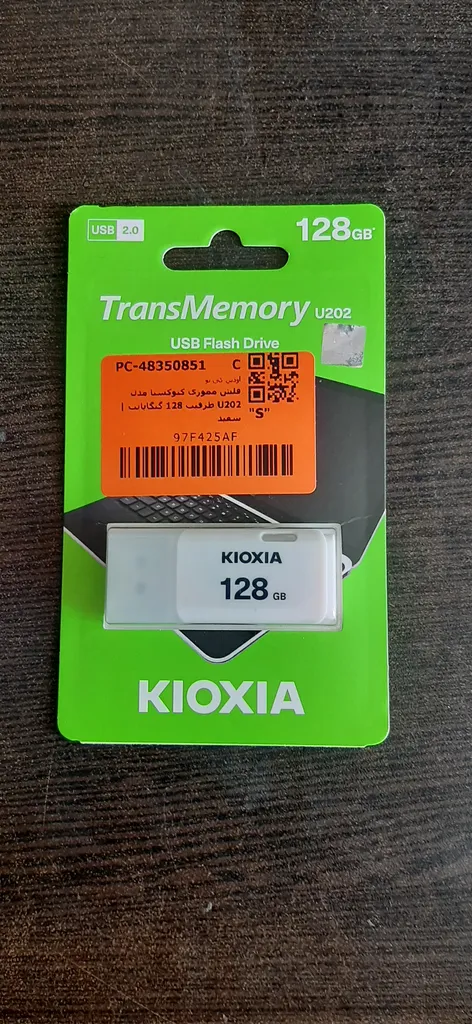 USB 2.0
128GB
TransMemory U202
USB Flash Drive
PC-48350851 C
فلش مموری کیوکسیا مدل
U202 ظرفیت 128 گیگابایت |
سفید
"S"
97F425AF
KIOXIA
128 GB
KIOXIA